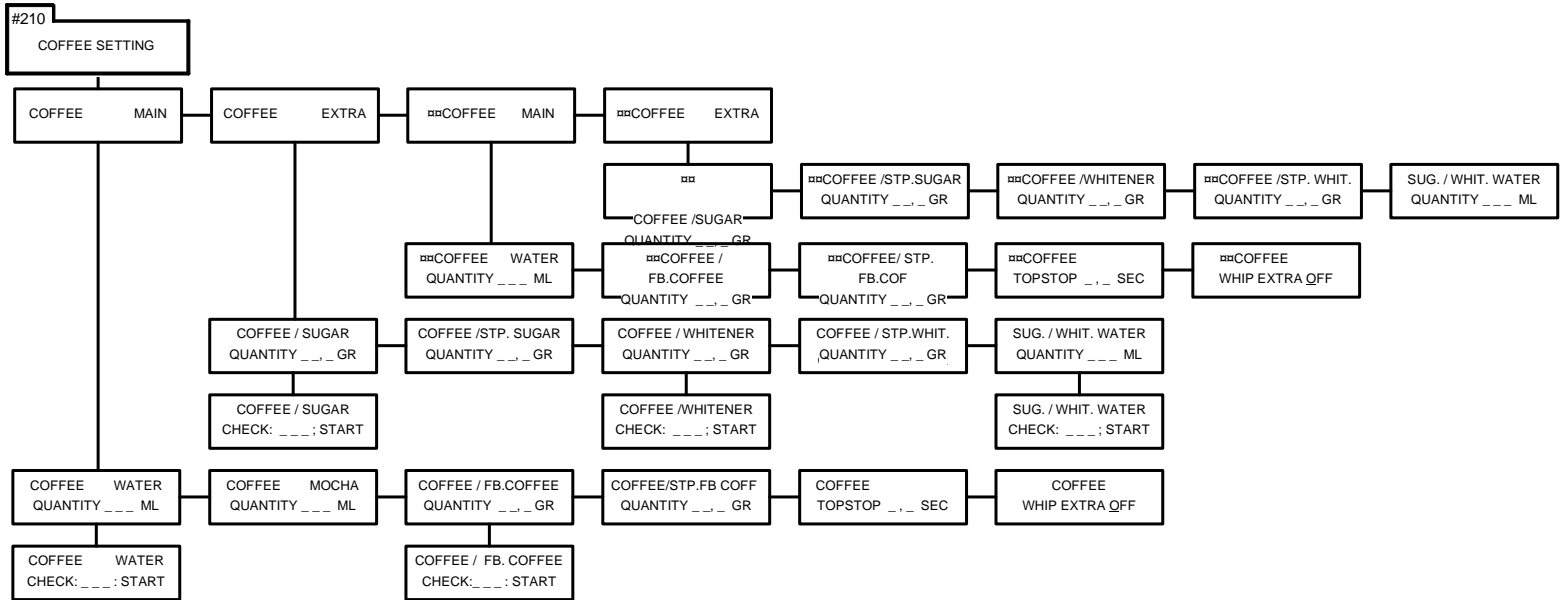 #210
COFFEE SETTING
COFFEE MAIN
COFFEE EXTRA
¤¤COFFEE MAIN
¤¤COFFEE EXTRA
¤¤
COFFEE /SUGAR
QUANTITY _ _, _ GR
¤¤COFFEE /STP.SUGAR
QUANTITY _ _, _ GR
¤¤COFFEE /WHITENER
QUANTITY _ _, _ GR
¤¤COFFEE /STP. WHIT.
QUANTITY _ _, _ GR
SUG. / WHIT. WATER
QUANTITY _ _ _ ML
¤¤COFFEE WATER
QUANTITY _ _ _ ML
¤¤COFFEE /
FB.COFFEE
QUANTITY _ _, _ GR
¤¤COFFEE/ STP.
FB.COF
QUANTITY _ _, _ GR
¤¤COFFEE
TOPSTOP _ , _ SEC
¤¤COFFEE
WHIP EXTRA OFF
COFFEE / SUGAR
QUANTITY _ _, _ GR
COFFEE /STP. SUGAR
QUANTITY _ _, _ GR
COFFEE / WHITENER
QUANTITY _ _, _ GR
COFFEE / STP.WHIT.
QUANTITY _ _, _ GR
SUG. / WHIT. WATER
QUANTITY _ _ _ ML
COFFEE / SUGAR
CHECK: _ _ _ ; START
COFFEE /WHITENER
CHECK: _ _ _ ; START
SUG. / WHIT. WATER
CHECK: _ _ _ ; START
COFFEE WATER
QUANTITY _ _ _ ML
COFFEE MOCHA
QUANTITY _ _ _ ML
COFFEE / FB.COFFEE
QUANTITY _ _, _ GR
COFFEE/STP.FB COFF
QUANTITY _ _, _ GR
COFFEE
TOPSTOP _ , _ SEC
COFFEE
WHIP EXTRA OFF
COFFEE WATER
CHECK: _ _ _ : START
COFFEE / FB. COFFEE
CHECK:_ _ _ : START